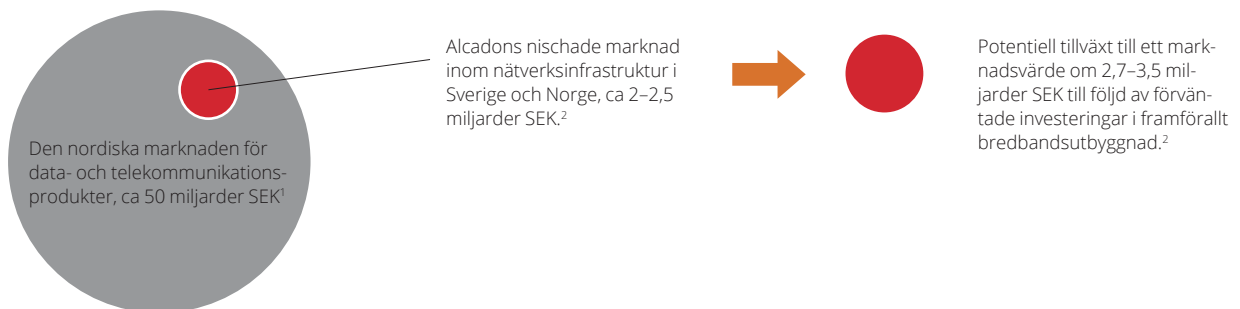 Den nordiska marknaden för
data- och telekommunikations-
produkter, ca 50 miljarder SEK¹
Alcadons nischade marknad
inom nätverksinfrastruktur i
Sverige och Norge, ca 2–2,5
miljarder SEK.²
Potentiell tillväxt till ett mark-
nadsvärde om 2,7–3,5 mil-
jarder SEK till följd av förvän-
tade investeringar i framförallt
bredbandsutbyggnad.²